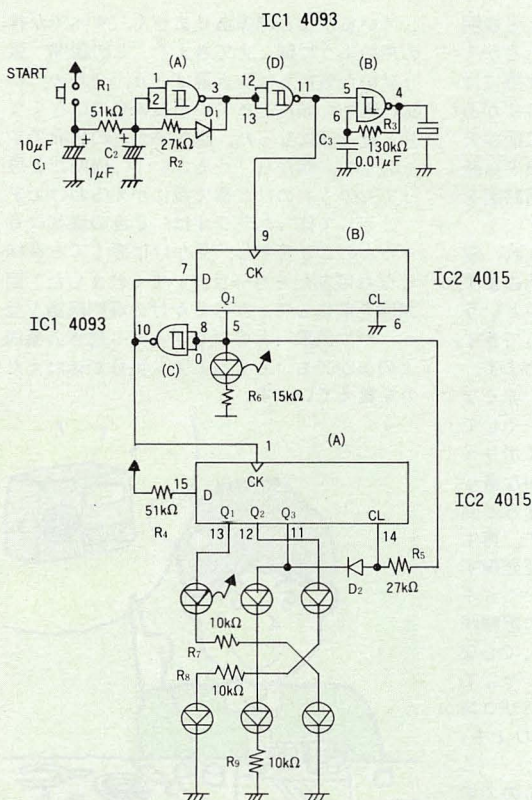 IC1 4093
(A) (D) (B)
START
R1
51kΩ
1
2
3
D1
12
13
11
5
6
4
10μF
C1
+
+
C2
1μF
27kΩ
R2
C3
0.01μF
R3
130kΩ
9
(B)
7
D
CK
Q1
CL
IC2 4015
IC1 4093
10
8
0
5
6
(C)
R6 15kΩ
1
(A)
CK
15
D
Q1 Q2 Q3
CL
IC2 4015
51kΩ
R4
13 12 11
14
R5
D2
27kΩ
10kΩ
R7
R8
10kΩ
R9
10kΩ